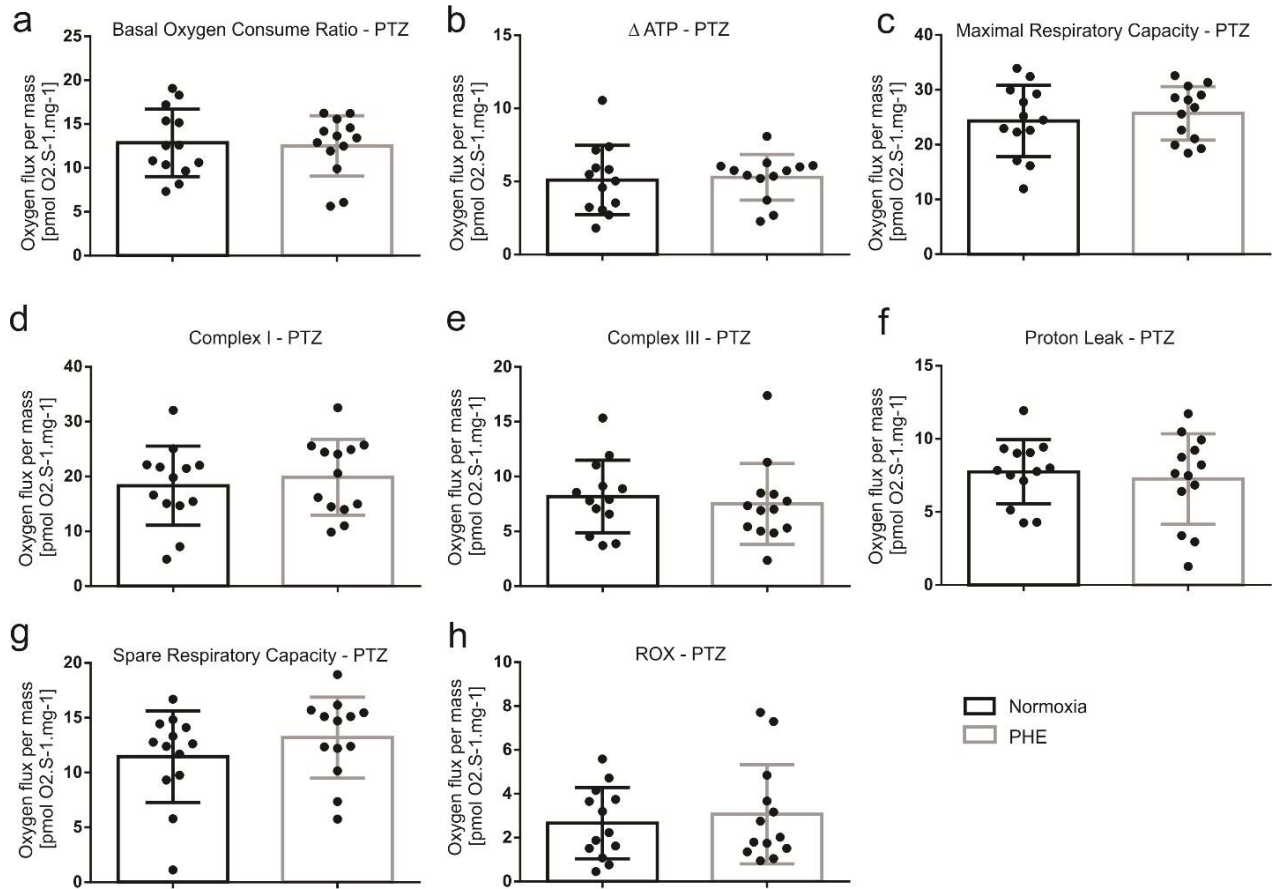 a
Basal Oxygen Consume Ratio - PTZ
Oxygen flux per mass
[pmol O2.S-1.mg-1]
25
20
15
10
5
0
b
Δ ATP - PTZ
Oxygen flux per mass
[pmol O2.S-1.mg-1]
15
10
5
0
c
Maximal Respiratory Capacity - PTZ
Oxygen flux per mass
[pmol O2.S-1.mg-1]
40
30
20
10
0
d
Complex I - PTZ
Oxygen flux per mass
[pmol O2.S-1.mg-1]
40
30
20
10
0
e
Complex III - PTZ
Oxygen flux per mass
[pmol O2.S-1.mg-1]
20
15
10
5
0
f
Proton Leak - PTZ
Oxygen flux per mass
[pmol O2.S-1.mg-1]
15
10
5
0
g
Spare Respiratory Capacity - PTZ
Oxygen flux per mass
[pmol O2.S-1.mg-1]
20
15
10
5
0
h
ROX - PTZ
Oxygen flux per mass
[pmol O2.S-1.mg-1]
10
8
6
4
2
0
Normoxia
PHE